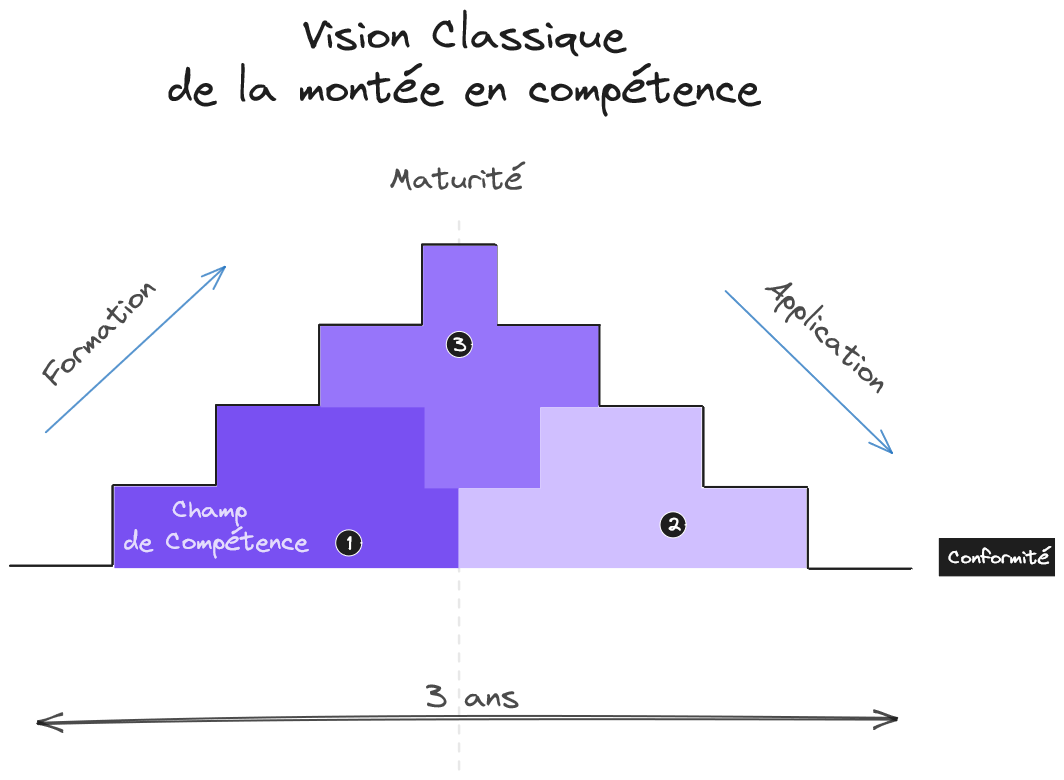 Vision Classique
de la montée en compétence
Maturité
Formation
Application
3
Champ
de Compétence
1
2
Conformité
3 ans